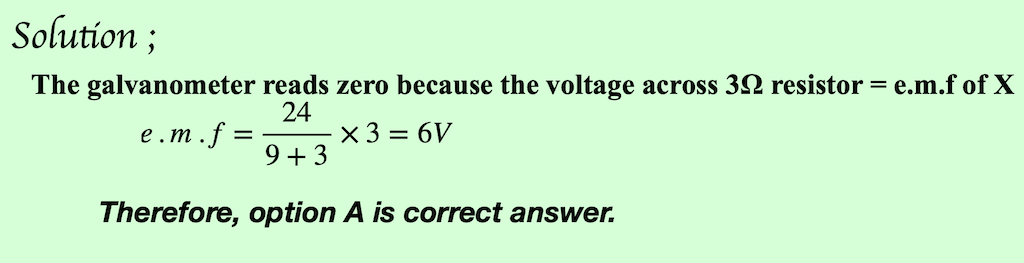 Solution ;
The galvanometer reads zero because the voltage across 3Ω resistor = e.m.f of X
e . m . f = 24 / (9 + 3) × 3 = 6V
Therefore, option A is correct answer.